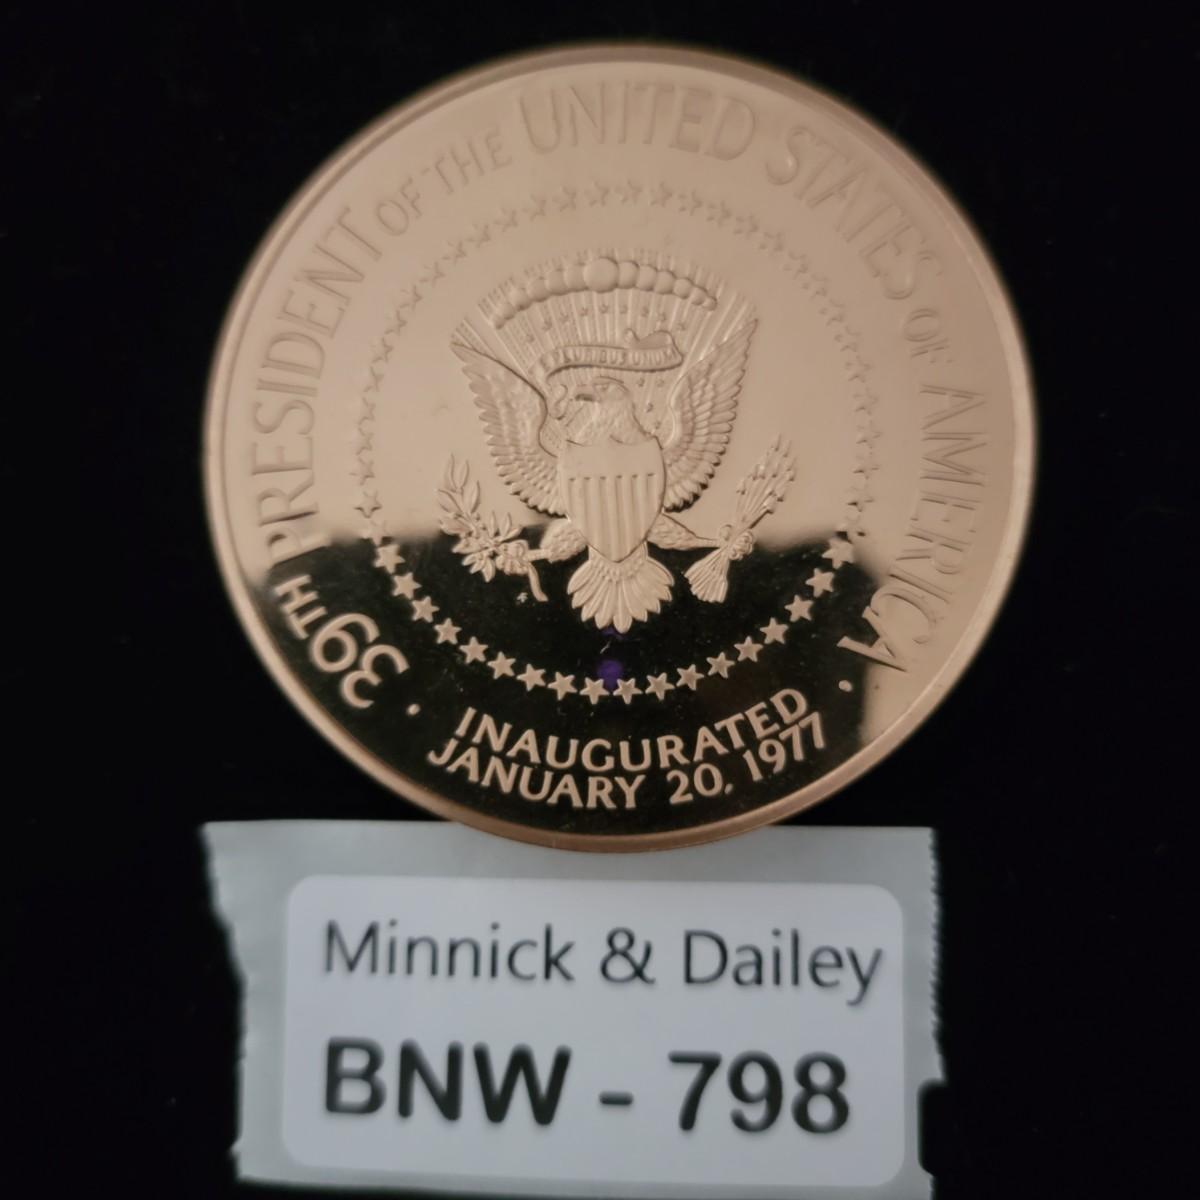 39TH PRESIDENT OF THE UNITED STATES OF AMERICA
E PLURIBUS UNUM
• INAUGURATED •
JANUARY 20, 1977
Minnick & Dailey
BNW - 798